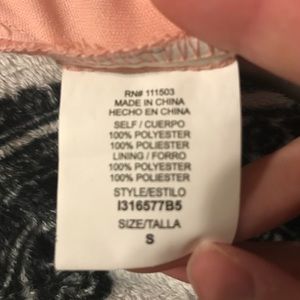 RN# 111503
MADE IN CHINA
HECHO EN CHINA
SELF / CUERPO
100% POLYESTER
100% POLIESTER
LINING / FORRO
100% POLYESTER
100% POLIESTER
STYLE/ESTILO
I316577B5
SIZE/TALLA
S